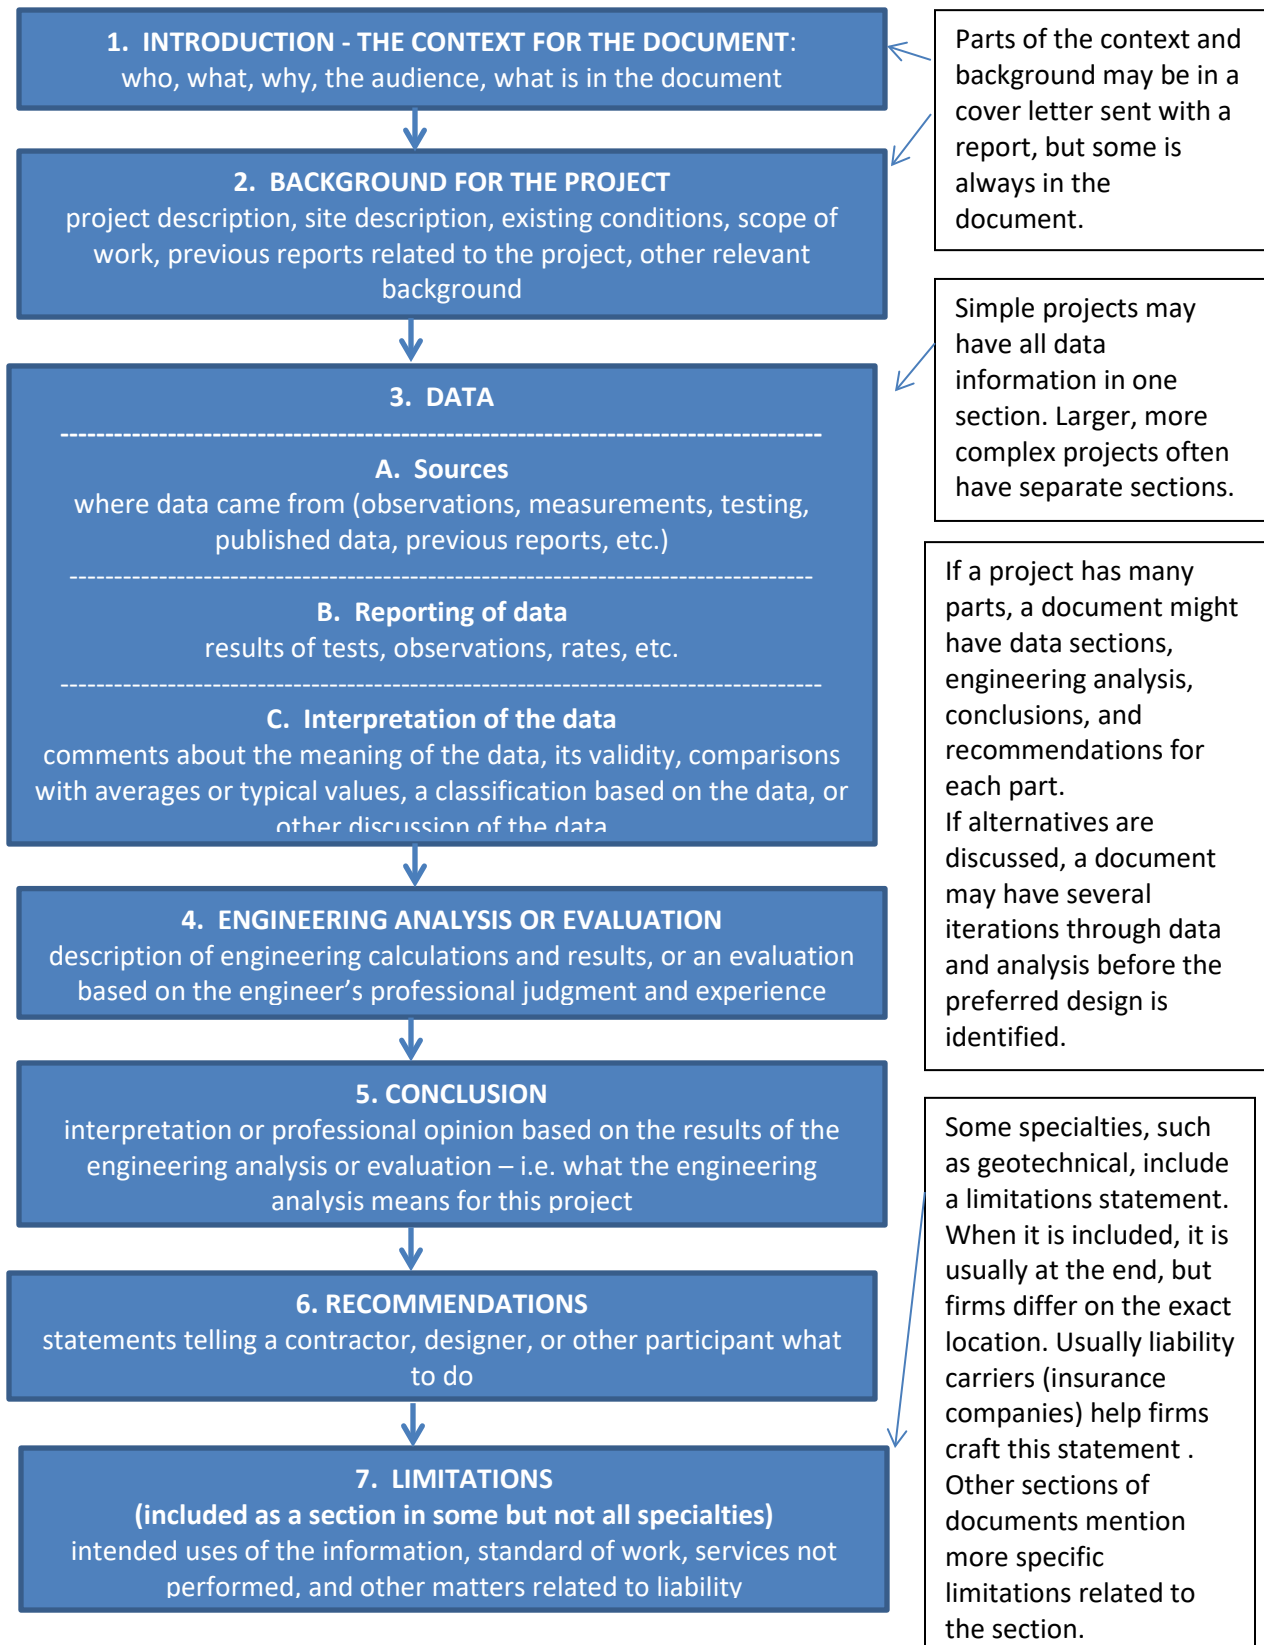 1. INTRODUCTION - THE CONTEXT FOR THE DOCUMENT:
who, what, why, the audience, what is in the document
Parts of the context and
background may be in a
cover letter sent with a
report, but some is
always in the
document.
2. BACKGROUND FOR THE PROJECT
project description, site description, existing conditions, scope of
work, previous reports related to the project, other relevant
background
Simple projects may
have all data
information in one
section. Larger, more
complex projects often
have separate sections.
3. DATA
-------------------------------------------------------------------------------------
A. Sources
where data came from (observations, measurements, testing,
published data, previous reports, etc.)
-----------------------------------------------------------------------------------
B. Reporting of data
results of tests, observations, rates, etc.
-------------------------------------------------------------------------------------
C. Interpretation of the data
comments about the meaning of the data, its validity, comparisons
with averages or typical values, a classification based on the data, or
other discussion of the data
If a project has many
parts, a document might
have data sections,
engineering analysis,
conclusions, and
recommendations for
each part.
If alternatives are
discussed, a document
may have several
iterations through data
and analysis before the
preferred design is
identified.
4. ENGINEERING ANALYSIS OR EVALUATION
description of engineering calculations and results, or an evaluation
based on the engineer’s professional judgment and experience
5. CONCLUSION
interpretation or professional opinion based on the results of the
engineering analysis or evaluation – i.e. what the engineering
analysis means for this project
6. RECOMMENDATIONS
statements telling a contractor, designer, or other participant what
to do
7. LIMITATIONS
(included as a section in some but not all specialties)
intended uses of the information, standard of work, services not
performed, and other matters related to liability
Some specialties, such
as geotechnical, include
a limitations statement.
When it is included, it is
usually at the end, but
firms differ on the exact
location. Usually liability
carriers (insurance
companies) help firms
craft this statement .
Other sections of
documents mention
more specific
limitations related to
the section.